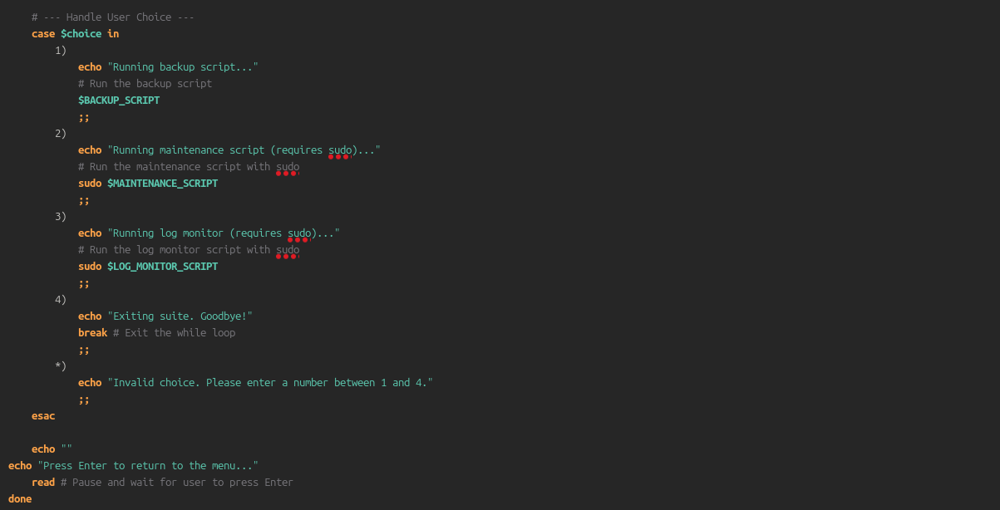 # --- Handle User Choice ---
    case $choice in
        1)
            echo "Running backup script..."
            # Run the backup script
            $BACKUP_SCRIPT
            ;;
        2)
            echo "Running maintenance script (requires sudo)..."
            # Run the maintenance script with sudo
            sudo $MAINTENANCE_SCRIPT
            ;;
        3)
            echo "Running log monitor (requires sudo)..."
            # Run the log monitor script with sudo
            sudo $LOG_MONITOR_SCRIPT
            ;;
        4)
            echo "Exiting suite. Goodbye!"
            break # Exit the while loop
            ;;
        *)
            echo "Invalid choice. Please enter a number between 1 and 4."
            ;;
    esac

    echo ""
echo "Press Enter to return to the menu..."
    read # Pause and wait for user to press Enter
done